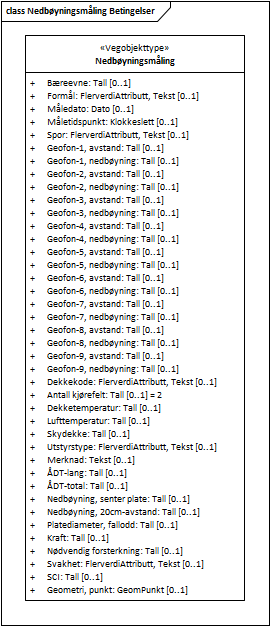 class Nedbøyningsmåling Betingelser
«Vegobjekttype»
Nedbøyningsmåling
+ Bæreevne: Tall [0..1]
+ Formål: FlerverdiAttributt, Tekst [0..1]
+ Måledato: Dato [0..1]
+ Måletidspunkt: Klokkeslett [0..1]
+ Spor: FlerverdiAttributt, Tekst [0..1]
+ Geofon-1, avstand: Tall [0..1]
+ Geofon-1, nedbøyning: Tall [0..1]
+ Geofon-2, avstand: Tall [0..1]
+ Geofon-2, nedbøyning: Tall [0..1]
+ Geofon-3, avstand: Tall [0..1]
+ Geofon-3, nedbøyning: Tall [0..1]
+ Geofon-4, avstand: Tall [0..1]
+ Geofon-4, nedbøyning: Tall [0..1]
+ Geofon-5, avstand: Tall [0..1]
+ Geofon-5, nedbøyning: Tall [0..1]
+ Geofon-6, avstand: Tall [0..1]
+ Geofon-6, nedbøyning: Tall [0..1]
+ Geofon-7, avstand: Tall [0..1]
+ Geofon-7, nedbøyning: Tall [0..1]
+ Geofon-8, avstand: Tall [0..1]
+ Geofon-8, nedbøyning: Tall [0..1]
+ Geofon-9, avstand: Tall [0..1]
+ Geofon-9, nedbøyning: Tall [0..1]
+ Dekkekode: FlerverdiAttributt, Tekst [0..1]
+ Antall kjørefelt: Tall [0..1] = 2
+ Dekketemperatur: Tall [0..1]
+ Lufttemperatur: Tall [0..1]
+ Skydekke: Tall [0..1]
+ Utstyrstype: FlerverdiAttributt, Tekst [0..1]
+ Merknad: Tekst [0..1]
+ ÅDT-lang: Tall [0..1]
+ ÅDT-total: Tall [0..1]
+ Nedbøyning, senter plate: Tall [0..1]
+ Nedbøyning, 20cm-avstand: Tall [0..1]
+ Platediameter, fallodd: Tall [0..1]
+ Kraft: Tall [0..1]
+ Nødvendig forsterkning: Tall [0..1]
+ Svakhet: FlerverdiAttributt, Tekst [0..1]
+ SCI: Tall [0..1]
+ Geometri, punkt: GeomPunkt [0..1]